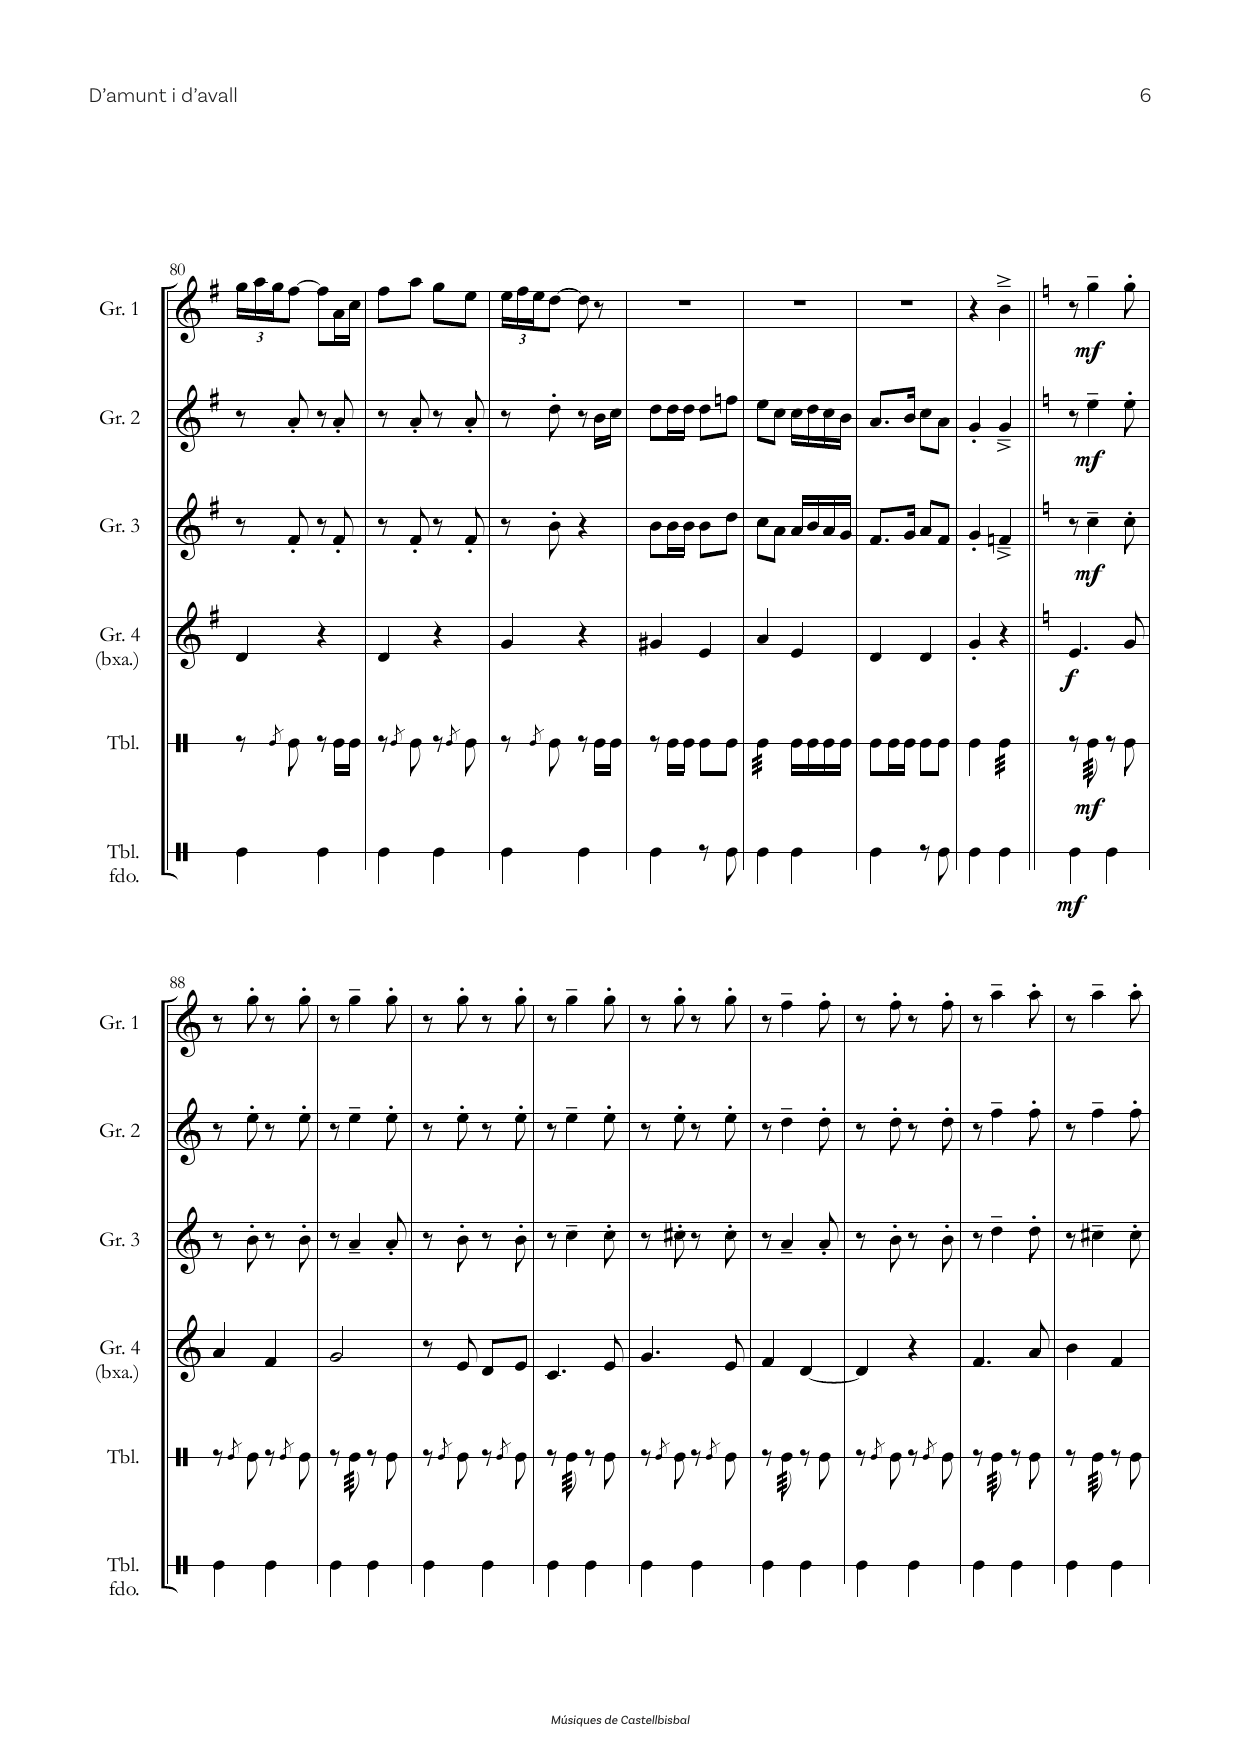 D’amunt i d’avall 6
80
Gr. 1
3
3
mf
Gr. 2
mf
Gr. 3
mf
Gr. 4
(bxa.)
f
Tbl.
mf
Tbl.
fdo.
mf
88
Gr. 1
Gr. 2
Gr. 3
Gr. 4
(bxa.)
Tbl.
Tbl.
fdo.
Músiques de Castellbisbal